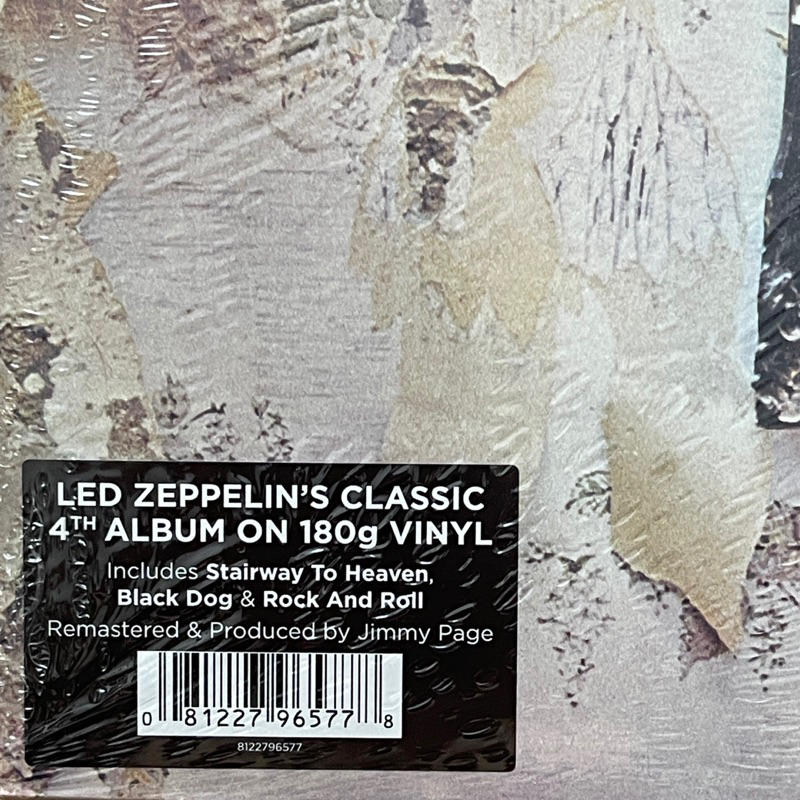 LED ZEPPELIN'S CLASSIC
4TH ALBUM ON 180g VINYL
Includes Stairway To Heaven,
Black Dog & Rock And Roll
Remastered & Produced by Jimmy Page
0 81227 96577 8
8122796577